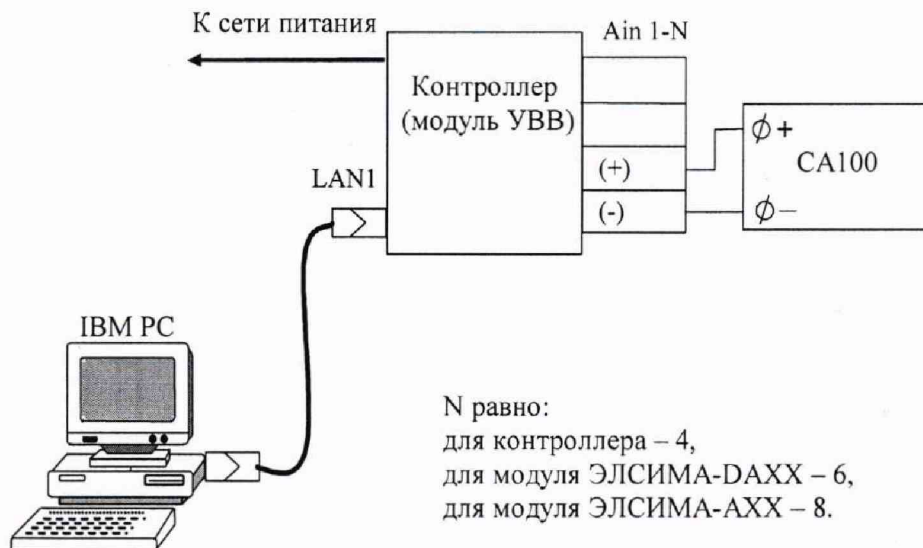 К сети питания
Ain 1-N
Контроллер
(модуль УВВ)
(+)
(-)
ϕ+
ϕ−
СА100
LAN1
IBM PC
N равно:
для контроллера – 4,
для модуля ЭЛСИМА-DAXX – 6,
для модуля ЭЛСИМА-AXX – 8.